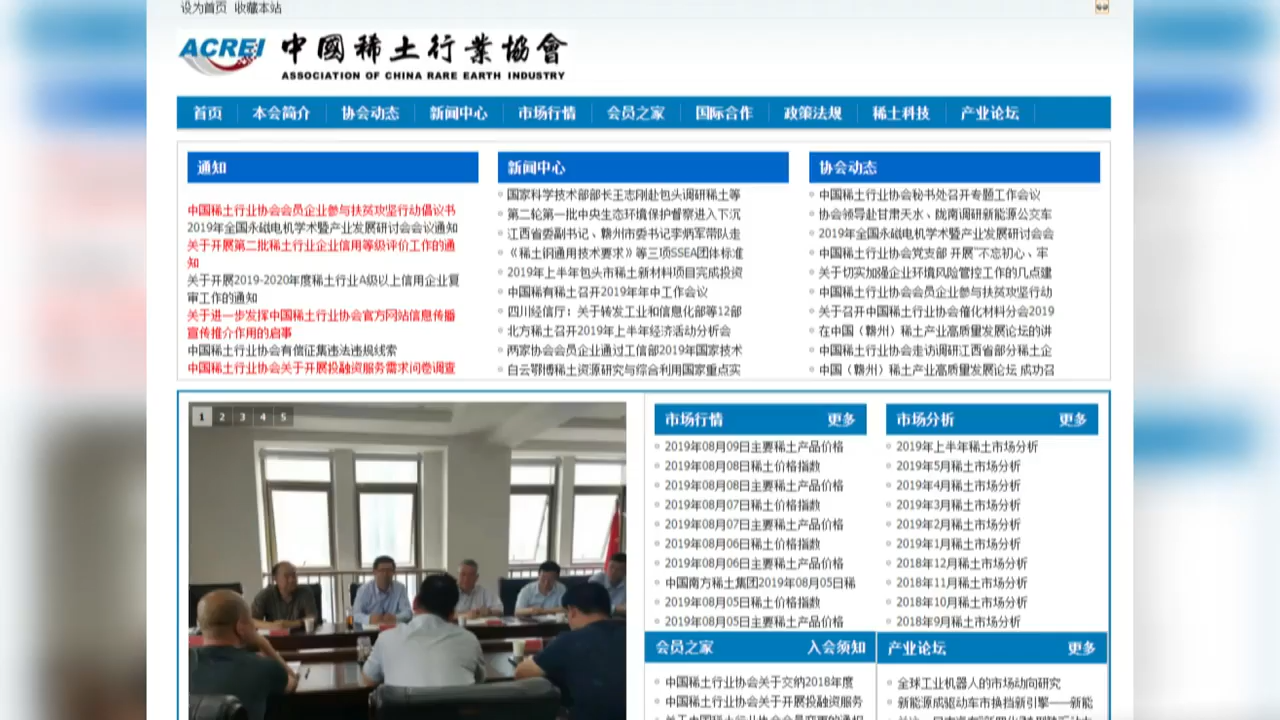 设为首页 收藏本站
ACREI 中國稀土行業協會
ASSOCIATION OF CHINA RARE EARTH INDUSTRY
首页 本会简介 协会动态 新闻中心 市场行情 会员之家 国际合作 政策法规 稀土科技 产业论坛
通知
中国稀土行业协会会员企业参与扶贫攻坚行动倡议书
2019年全国永磁电机学术暨产业发展研讨会会议通知
关于开展第二批稀土行业企业信用等级评价工作的通
知
关于开展2019-2020年度稀土行业A级以上信用企业复
审工作的通知
关于进一步发挥中国稀土行业协会官方网站信息传播
宣传推介作用的启事
中国稀土行业协会有偿征集违法违规线索
中国稀土行业协会关于开展投融资服务需求问卷调查
新闻中心
国家科学技术部部长王志刚赴包头调研稀土等
第二轮第一批中央生态环境保护督察进入下沉
江西省委副书记、赣州市委书记李炳军带队走
《稀土钢通用技术要求》等三项SSEA团体标准
2019年上半年包头市稀土新材料项目完成投资
中国稀有稀土召开2019年年中工作会议
四川经信厅：关于转发工业和信息化部等12部
北方稀土召开2019年上半年经济活动分析会
两家协会会员企业通过工信部2019年国家技术
白云鄂博稀土资源研究与综合利用国家重点实
协会动态
中国稀土行业协会秘书处召开专题工作会议
协会领导赴甘肃天水、陇南调研新能源公交车
2019年全国永磁电机学术暨产业发展研讨会会
中国稀土行业协会党支部 开展"不忘初心、牢
关于切实加强企业环境风险管控工作的几点建
中国稀土行业协会会员企业参与扶贫攻坚行动
关于召开中国稀土行业协会催化材料分会2019
在中国（赣州）稀土产业高质量发展论坛的讲
中国稀土行业协会走访调研江西省部分稀土企
中国（赣州）稀土产业高质量发展论坛 成功召
1 2 3 4 5
市场行情 更多
2019年08月09日主要稀土产品价格
2019年08月08日稀土价格指数
2019年08月08日主要稀土产品价格
2019年08月07日稀土价格指数
2019年08月07日主要稀土产品价格
2019年08月06日稀土价格指数
2019年08月06日主要稀土产品价格
中国南方稀土集团2019年08月05日稀
2019年08月05日稀土价格指数
2019年08月05日主要稀土产品价格
市场分析 更多
2019年上半年稀土市场分析
2019年5月稀土市场分析
2019年4月稀土市场分析
2019年3月稀土市场分析
2019年2月稀土市场分析
2019年1月稀土市场分析
2018年12月稀土市场分析
2018年11月稀土市场分析
2018年10月稀土市场分析
2018年9月稀土市场分析
会员之家 入会须知
中国稀土行业协会关于交纳2018年度
中国稀土行业协会关于开展投融资服务
产业论坛 更多
全球工业机器人的市场动向研究
新能源成驱动车市换挡新引擎——新能